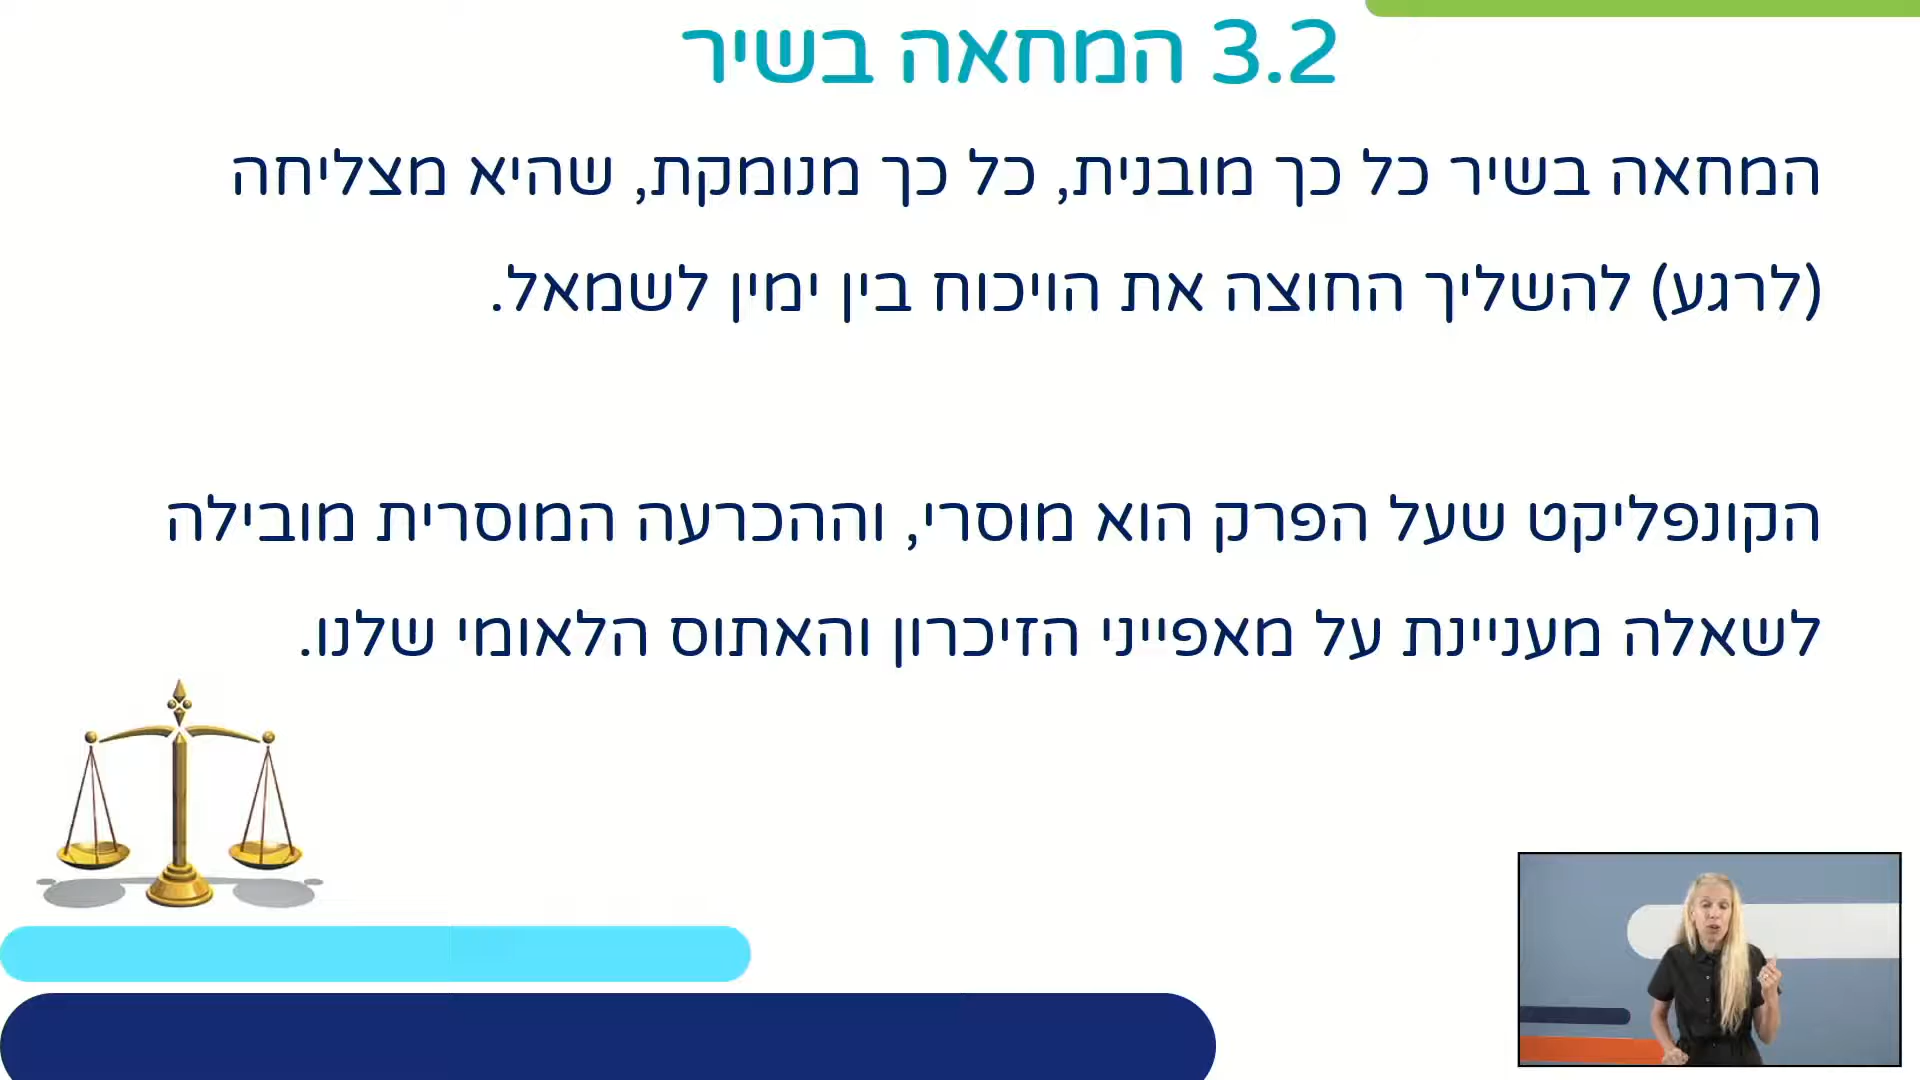 3.2 המחאה בשיר
המחאה בשיר כל כך מובנית, כל כך מנומקת, שהיא מצליחה
(לרגע) להשליך החוצה את הויכוח בין ימין לשמאל.
הקונפליקט שעל הפרק הוא מוסרי, וההכרעה המוסרית מובילה
לשאלה מעניינת על מאפייני הזיכרון והאתוס הלאומי שלנו.